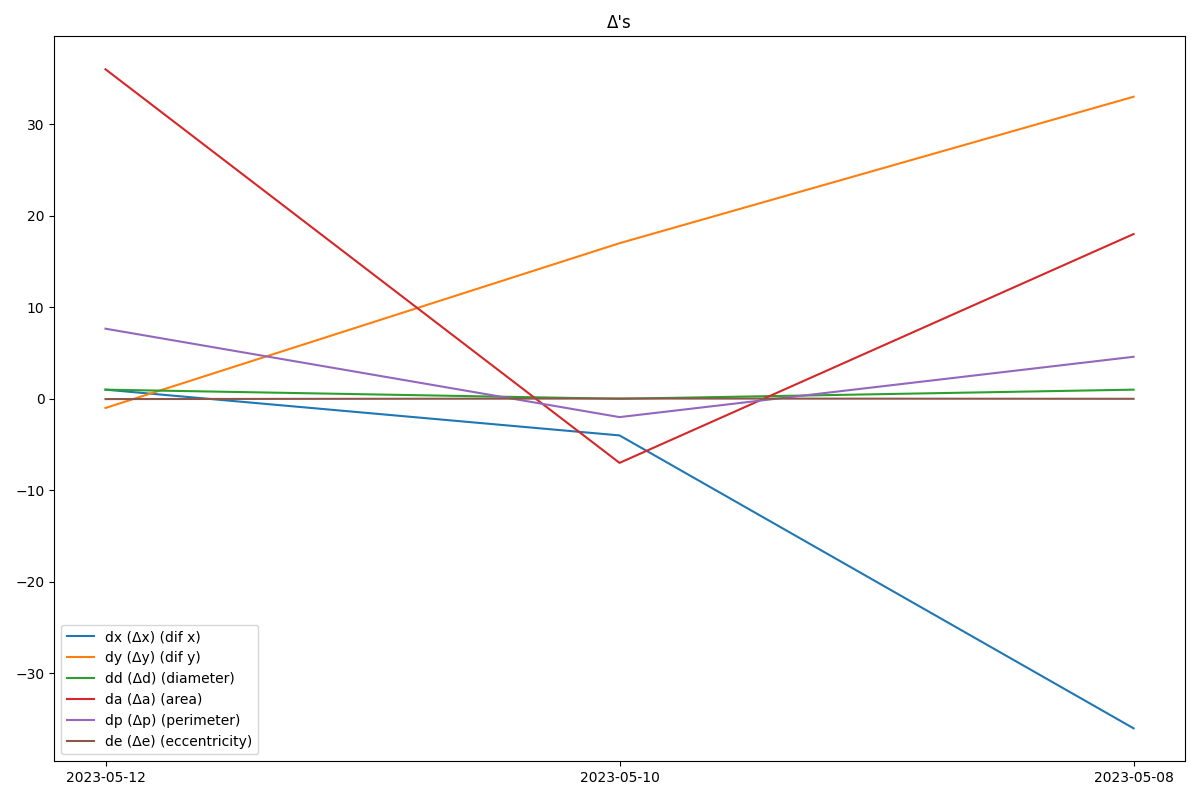 Δ's
30
20
10
0
−10
−20
−30
dx (Δx) (dif x)
dy (Δy) (dif y)
dd (Δd) (diameter)
da (Δa) (area)
dp (Δp) (perimeter)
de (Δe) (eccentricity)
2023-05-12 2023-05-10 2023-05-08